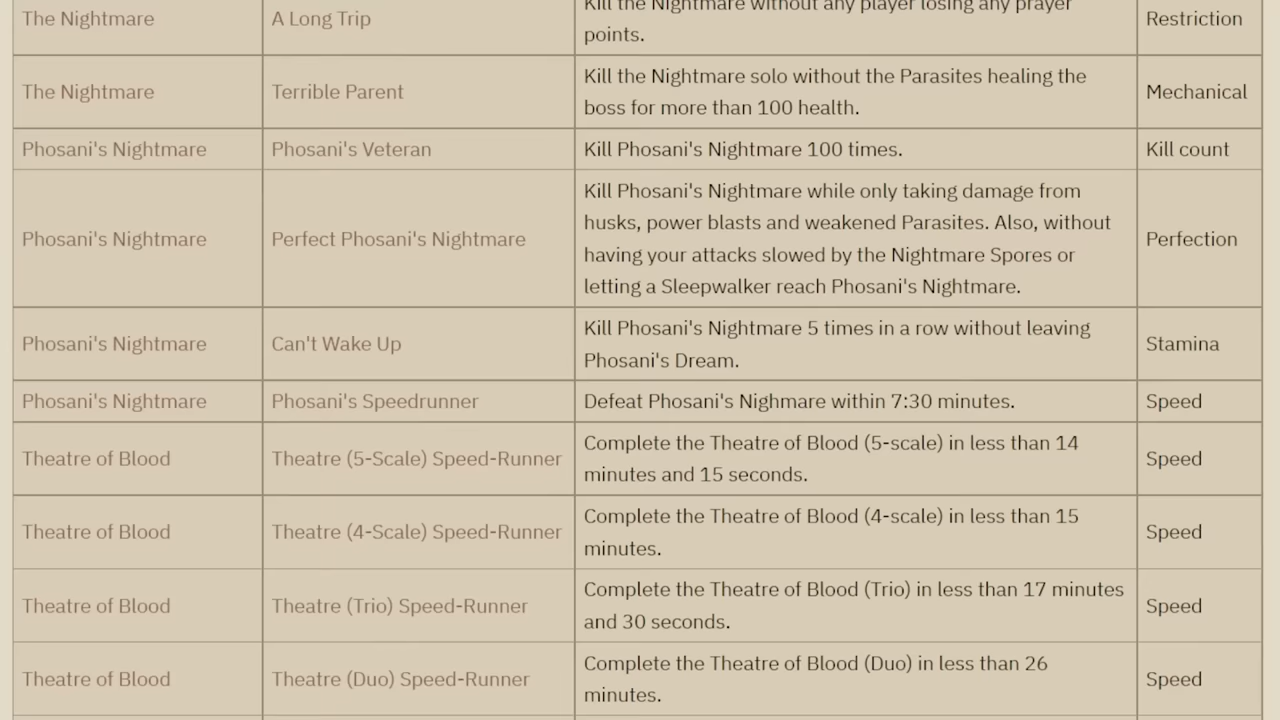 Kill the Nightmare without any player losing any prayer
The Nightmare A Long Trip Restriction
points.
Kill the Nightmare solo without the Parasites healing the
The Nightmare Terrible Parent Mechanical
boss for more than 100 health.
Phosani's Nightmare Phosani's Veteran Kill Phosani's Nightmare 100 times. Kill count
Kill Phosani's Nightmare while only taking damage from
husks, power blasts and weakened Parasites. Also, without
Phosani's Nightmare Perfect Phosani's Nightmare Perfection
having your attacks slowed by the Nightmare Spores or
letting a Sleepwalker reach Phosani's Nightmare.
Kill Phosani's Nightmare 5 times in a row without leaving
Phosani's Nightmare Can't Wake Up Stamina
Phosani's Dream.
Phosani's Nightmare Phosani's Speedrunner Defeat Phosani's Nighmare within 7:30 minutes. Speed
Complete the Theatre of Blood (5-scale) in less than 14
Theatre of Blood Theatre (5-Scale) Speed-Runner Speed
minutes and 15 seconds.
Complete the Theatre of Blood (4-scale) in less than 15
Theatre of Blood Theatre (4-Scale) Speed-Runner Speed
minutes.
Complete the Theatre of Blood (Trio) in less than 17 minutes
Theatre of Blood Theatre (Trio) Speed-Runner Speed
and 30 seconds.
Complete the Theatre of Blood (Duo) in less than 26
Theatre of Blood Theatre (Duo) Speed-Runner Speed
minutes.